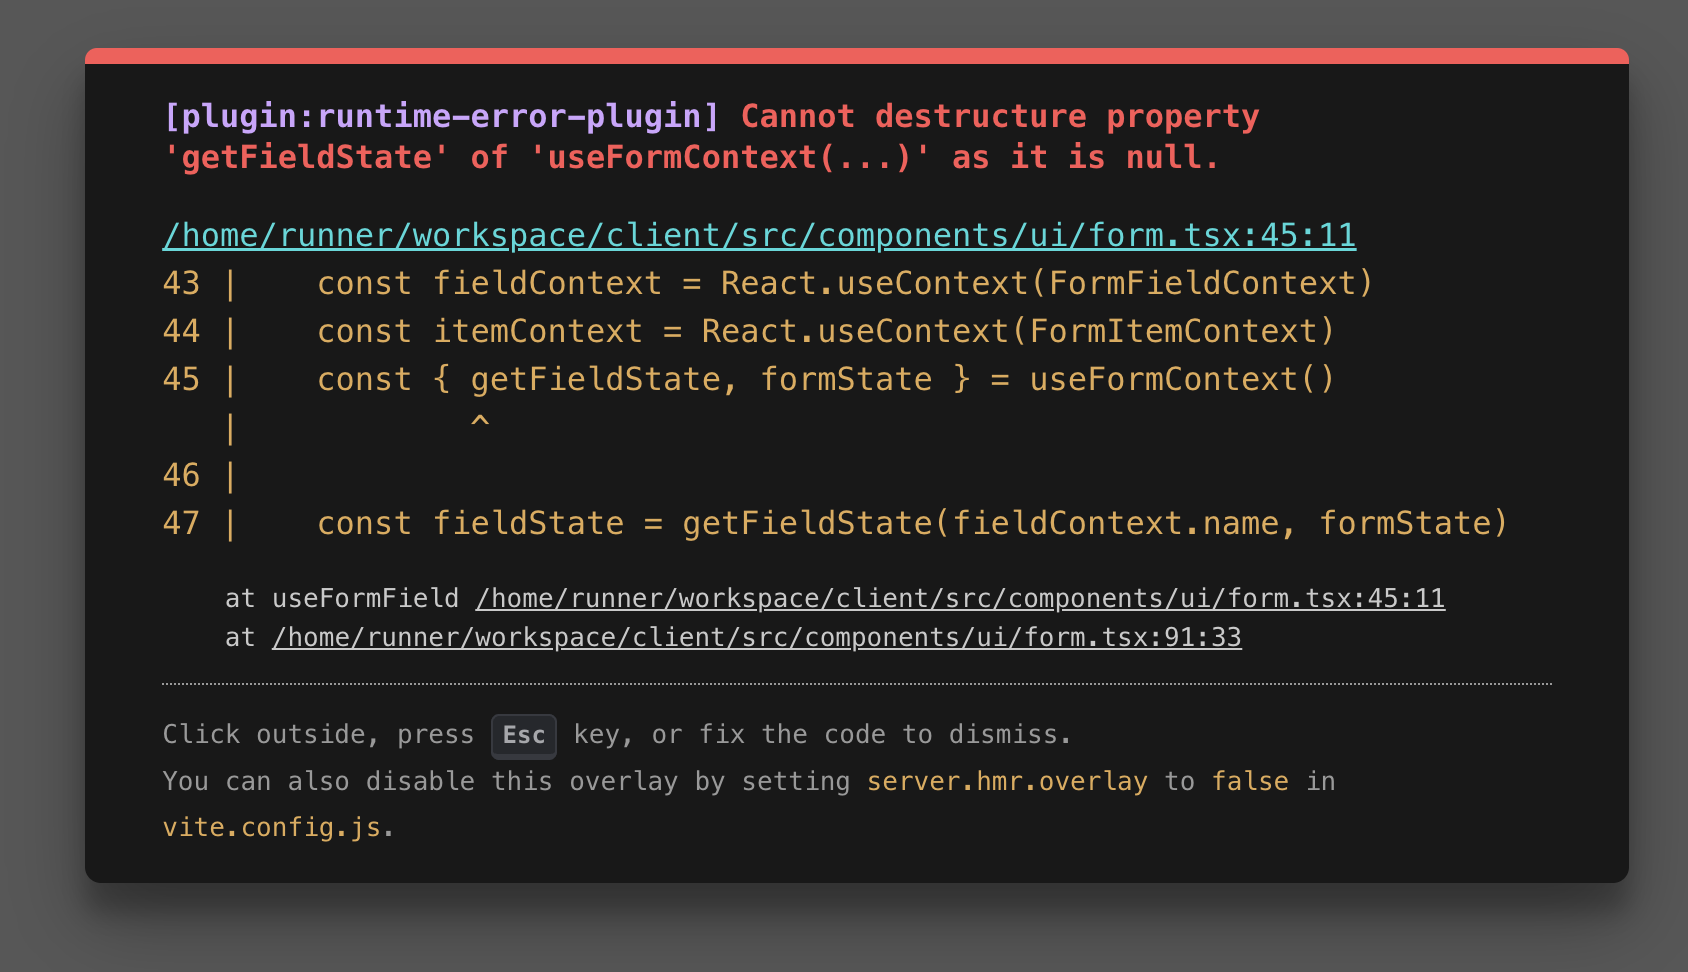 [plugin:runtime-error-plugin] Cannot destructure property
'getFieldState' of 'useFormContext(...)' as it is null.
/home/runner/workspace/client/src/components/ui/form.tsx:45:11
43 |    const fieldContext = React.useContext(FormFieldContext)
44 |    const itemContext = React.useContext(FormItemContext)
45 |    const { getFieldState, formState } = useFormContext()
   |            ^
46 |
47 |    const fieldState = getFieldState(fieldContext.name, formState)
    at useFormField /home/runner/workspace/client/src/components/ui/form.tsx:45:11
    at /home/runner/workspace/client/src/components/ui/form.tsx:91:33
Click outside, press Esc key, or fix the code to dismiss.
You can also disable this overlay by setting server.hmr.overlay to false in
vite.config.js.